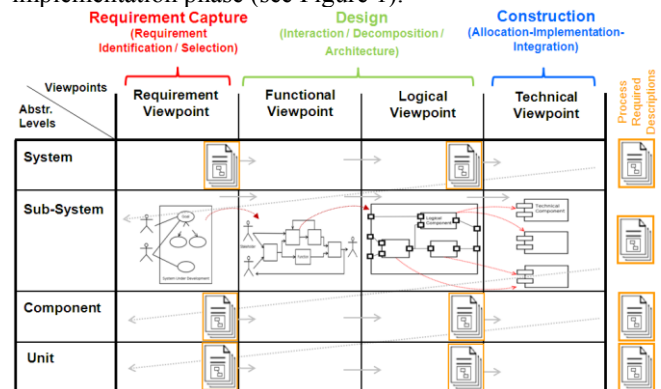 implementation phase (see Figure 1).
Requirement Capture
(Requirement
Identification / Selection)
Design
(Interaction / Decomposition /
Architecture)
Construction
(Allocation-Implementation-
Integration)
Viewpoints
Abstr.
Levels
Requirement
Viewpoint
Functional
Viewpoint
Logical
Viewpoint
Technical
Viewpoint
Process
Required
Descriptions
System
Sub-System
System Under Development
Function
Logical
Component
Technical
Component
Component
Unit